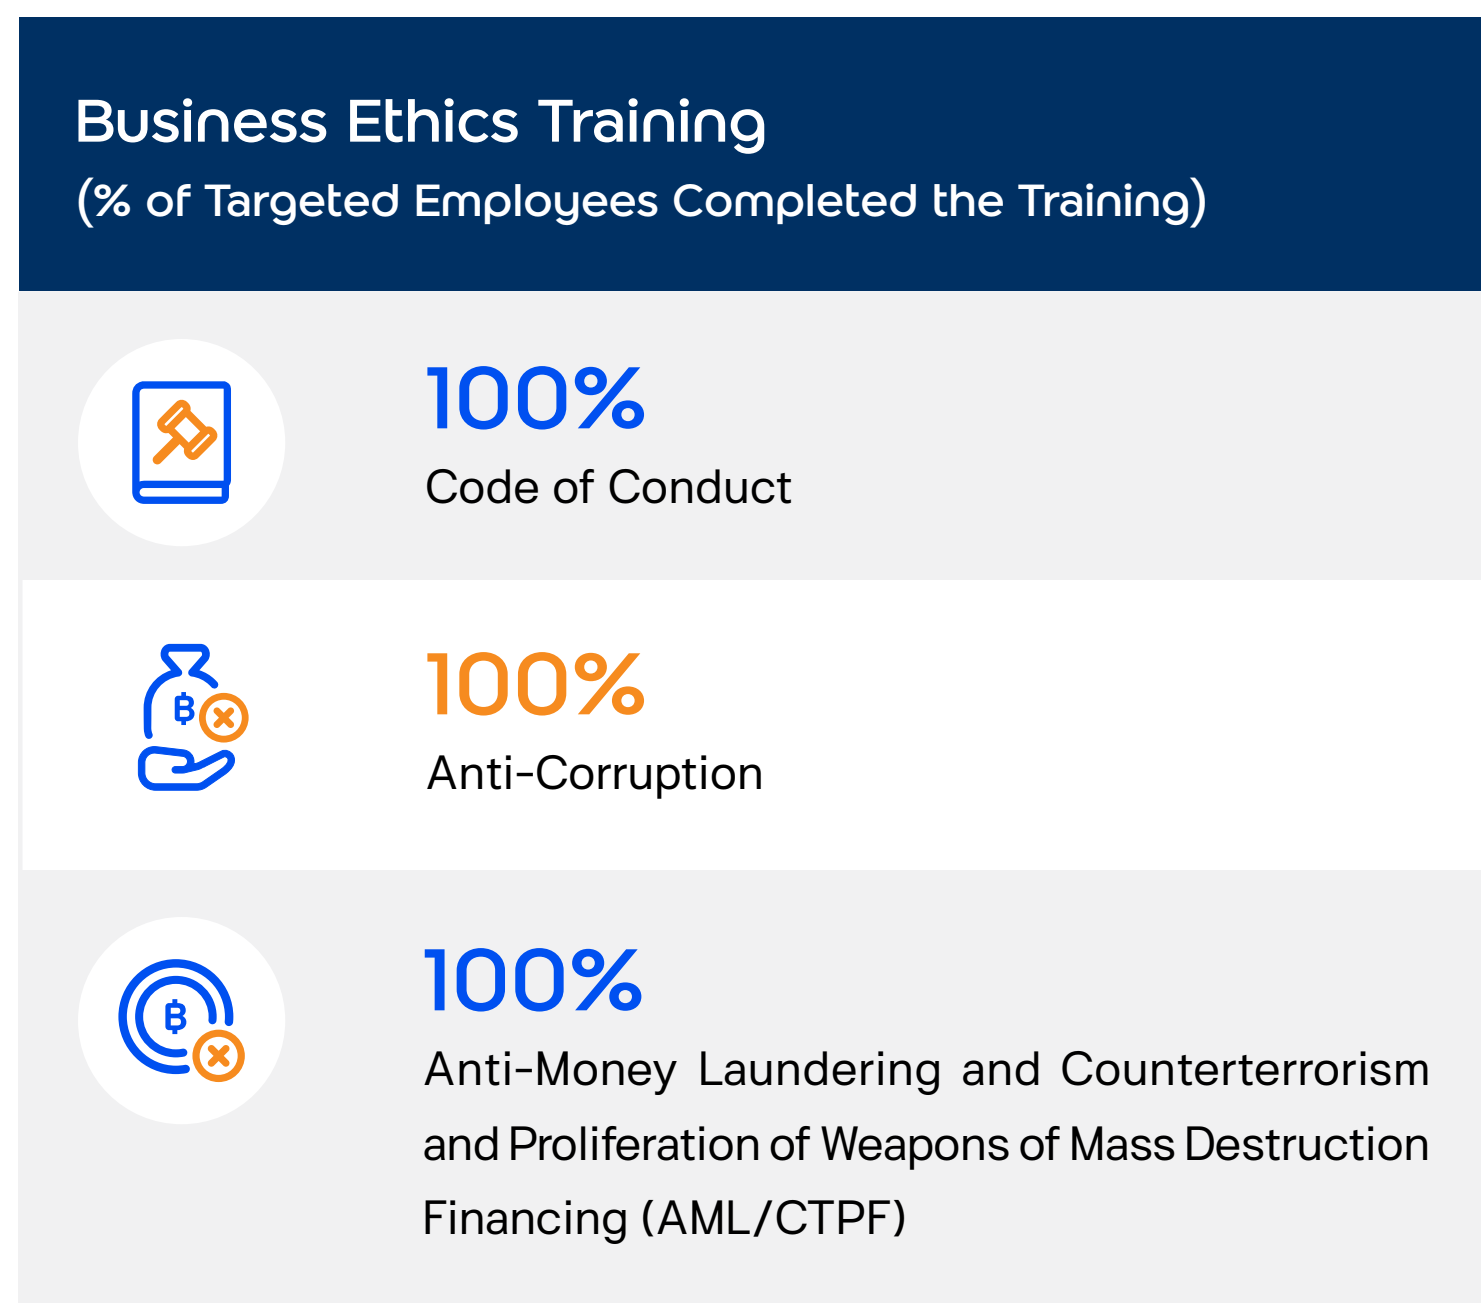 Business Ethics Training
(% of Targeted Employees Completed the Training)
100%
Code of Conduct
฿
100%
Anti-Corruption
฿
100%
Anti-Money Laundering and Counterterrorism
and Proliferation of Weapons of Mass Destruction
Financing (AML/CTPF)